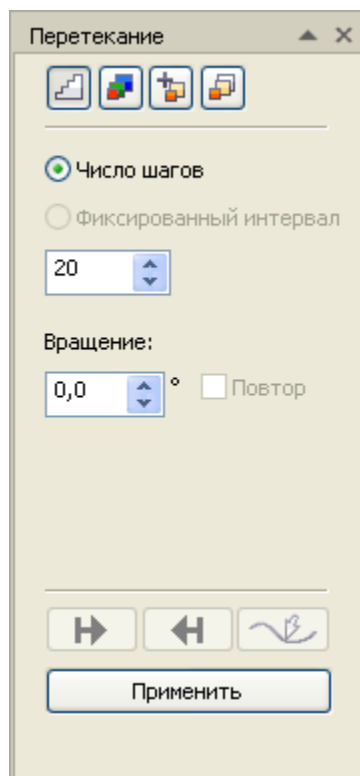 Перетекание
Число шагов
Фиксированный интервал
20
Вращение:
0,0 ° Повтор
Применить